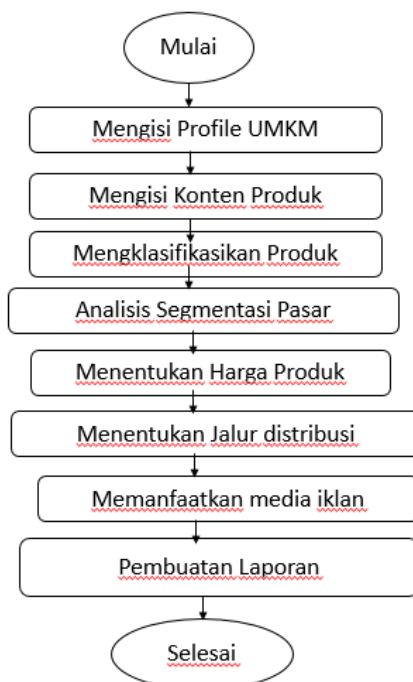 Mulai
Mengisi Profile UMKM
Mengisi Konten Produk
Mengklasifikasikan Produk
Analisis Segmentasi Pasar
Menentukan Harga Produk
Menentukan Jalur distribusi
Memanfaatkan media iklan
Pembuatan Laporan
Selesai